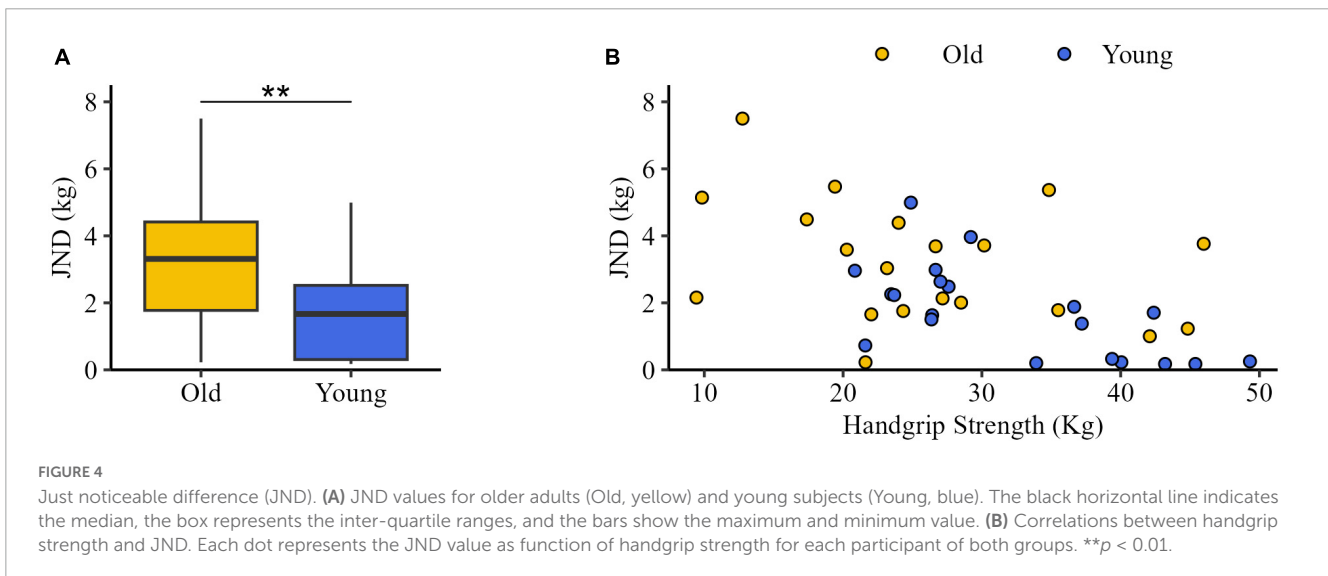 A
B
Old
Young
**
8
6
4
2
0
JND (kg)
Old
Young
8
6
4
2
0
JND (kg)
10
20
30
40
50
Handgrip Strength (Kg)
FIGURE 4
Just noticeable difference (JND). (A) JND values for older adults (Old, yellow) and young subjects (Young, blue). The black horizontal line indicates
the median, the box represents the inter-quartile ranges, and the bars show the maximum and minimum value. (B) Correlations between handgrip
strength and JND. Each dot represents the JND value as function of handgrip strength for each participant of both groups. **p < 0.01.